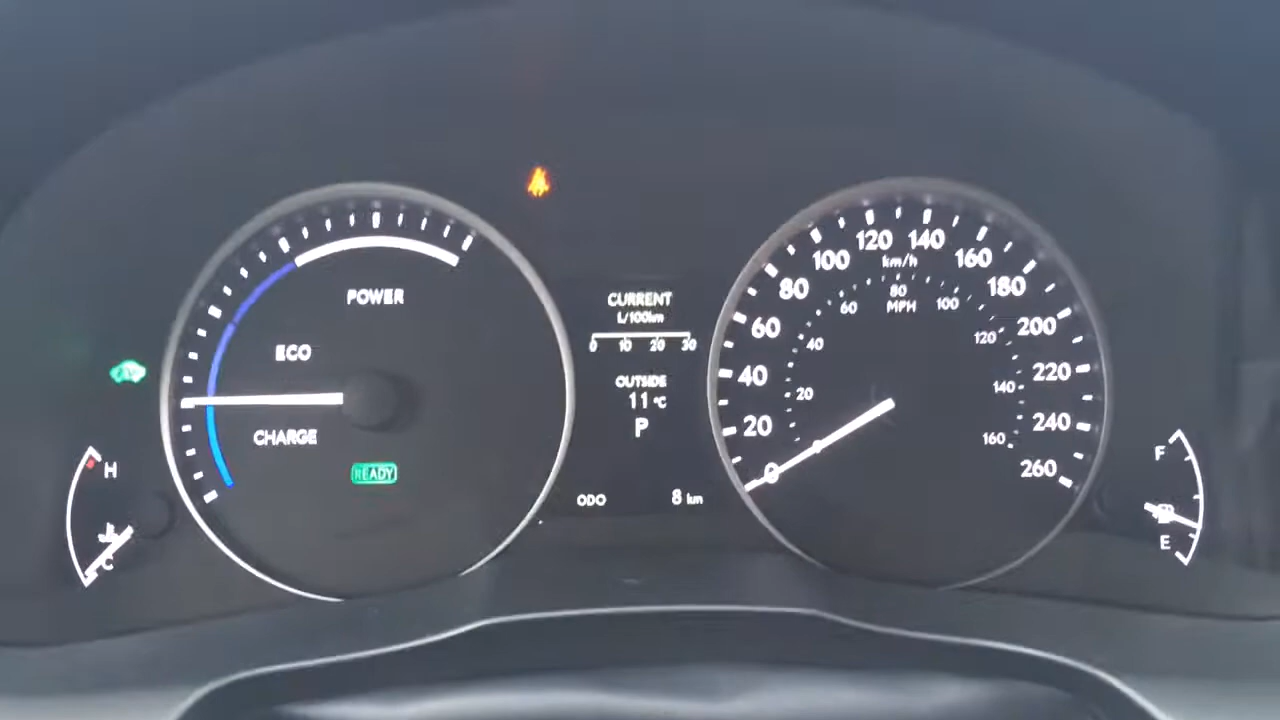 POWER
ECO
CHARGE
READY
H
C
CURRENT
L/100km
0 10 20 30
OUTSIDE
11 °C
P
ODO 8 km
0 20 40 60 80 100 120 140 160 180 200 220 240 260
km/h
20 40 60 80 100 120 140 160
MPH
F
E